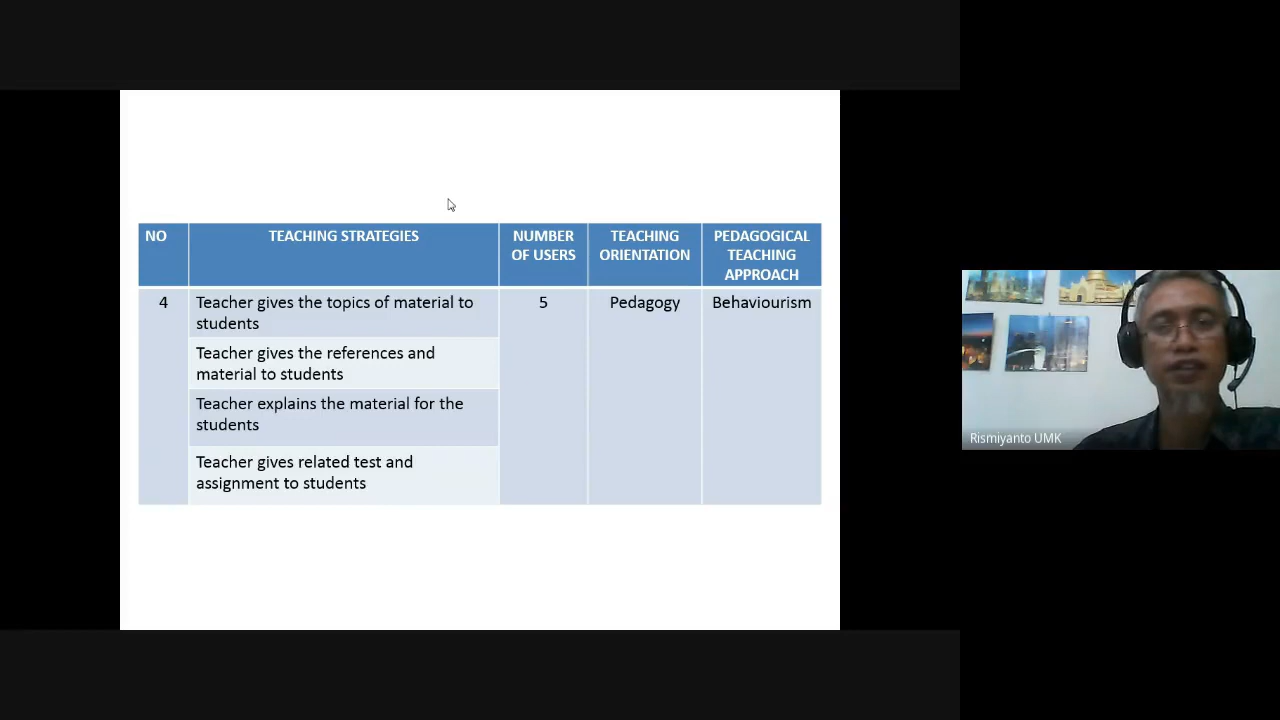 NO
TEACHING STRATEGIES
NUMBER
OF USERS
TEACHING
ORIENTATION
PEDAGOGICAL
TEACHING
APPROACH
4
Teacher gives the topics of material to
students
Teacher gives the references and
material to students
Teacher explains the material for the
students
Teacher gives related test and
assignment to students
5
Pedagogy
Behaviourism
Rismiyanto UMK